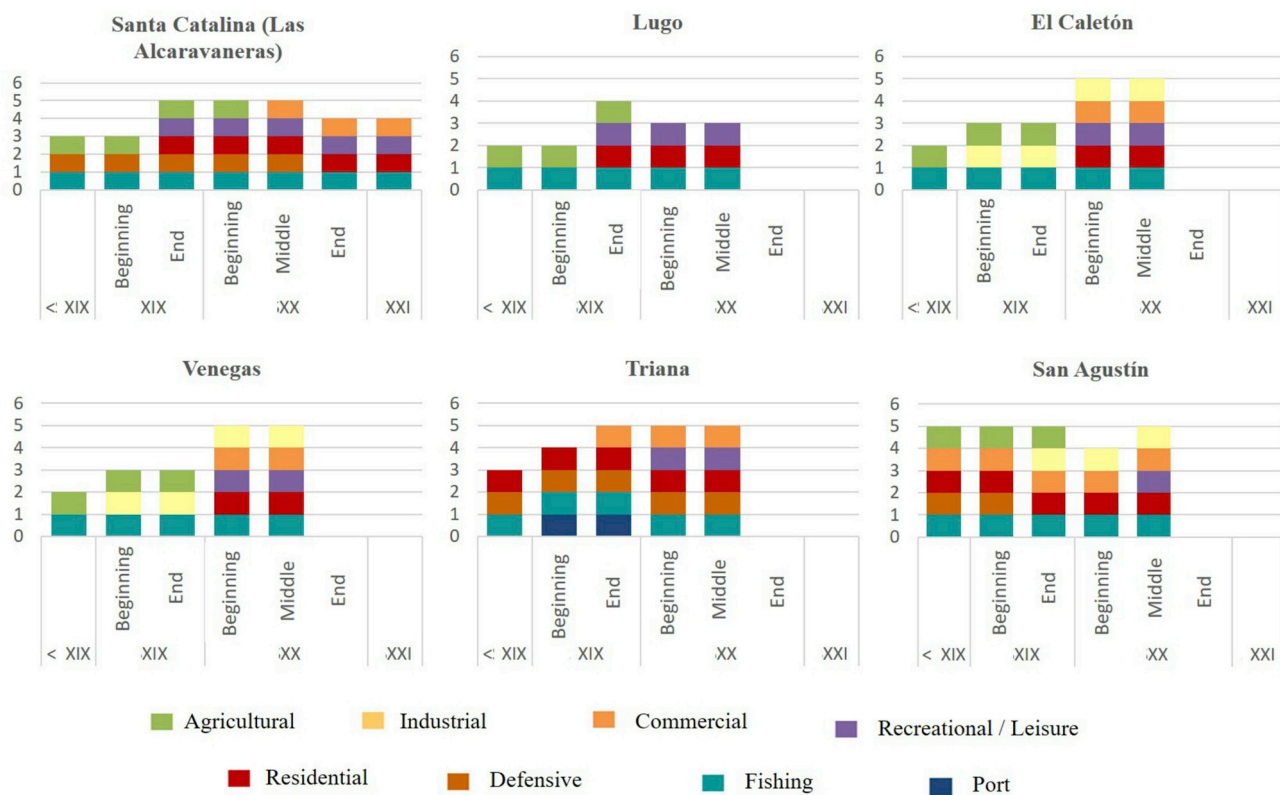 Santa Catalina (Las
Alcaravaneras)
6
5
4
3
2
1
0
Beginning
End
Beginning
Middle
End
< XIX
XIX
XX
XXI
Lugo
6
5
4
3
2
1
0
Beginning
End
Beginning
Middle
End
< XIX
XIX
XX
XXI
El Caletón
6
5
4
3
2
1
0
Beginning
End
Beginning
Middle
End
< XIX
XIX
XX
XXI
Venegas
6
5
4
3
2
1
0
Beginning
End
Beginning
Middle
End
< XIX
XIX
XX
XXI
Triana
6
5
4
3
2
1
0
Beginning
End
Beginning
Middle
End
< XIX
XIX
XX
XXI
San Agustín
6
5
4
3
2
1
0
Beginning
End
Beginning
Middle
End
< XIX
XIX
XX
XXI
Agricultural
Industrial
Commercial
Recreational / Leisure
Residential
Defensive
Fishing
Port